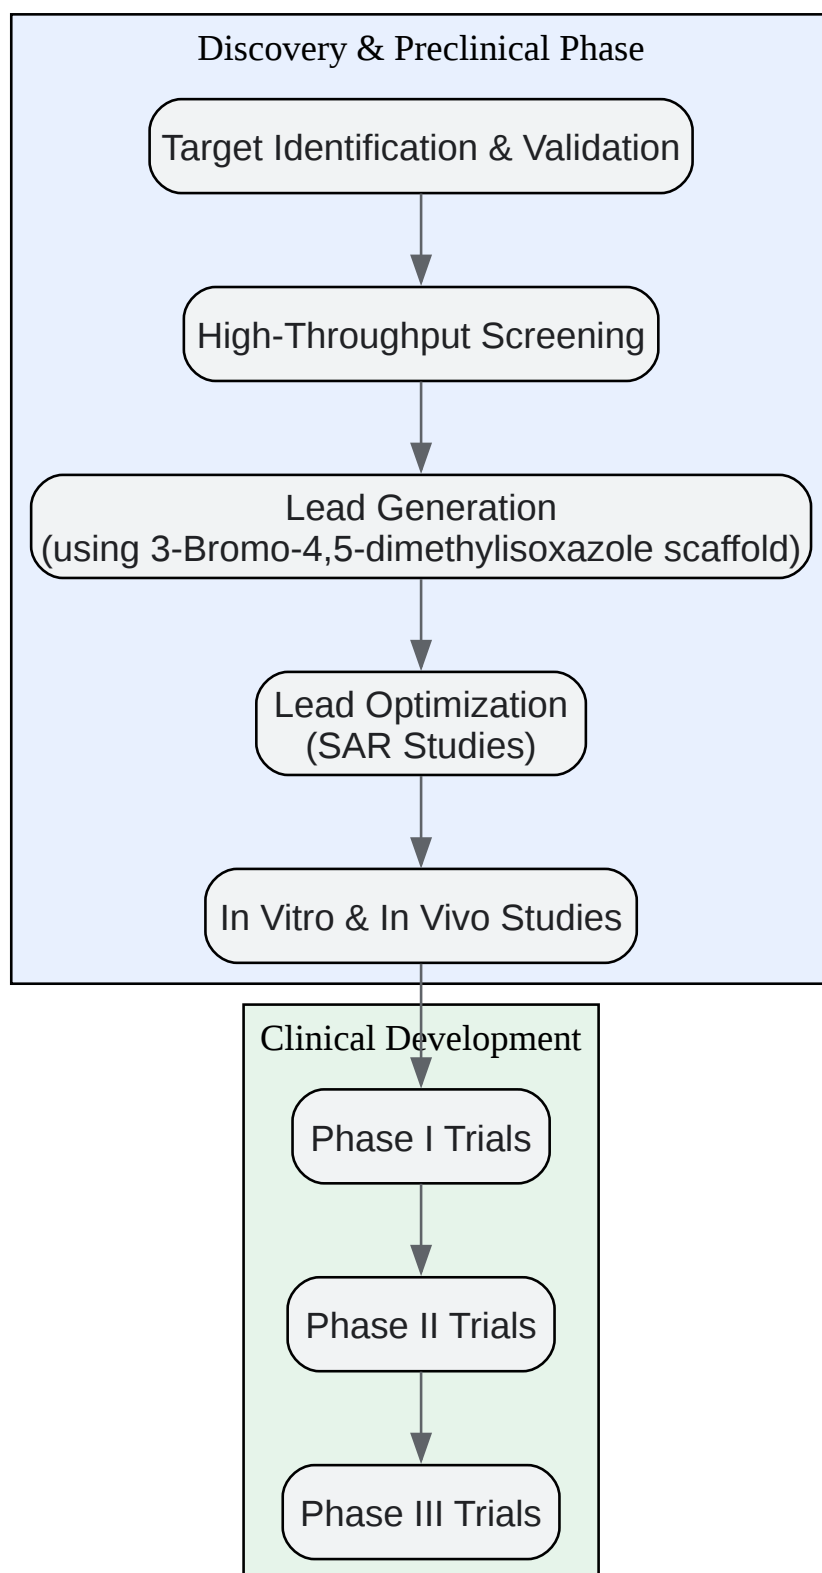 Discovery & Preclinical Phase
Target Identification & Validation
High-Throughput Screening
Lead Generation
(using 3-Bromo-4,5-dimethylisoxazole scaffold)
Lead Optimization
(SAR Studies)
In Vitro & In Vivo Studies
Clinical Development
Phase I Trials
Phase II Trials
Phase III Trials